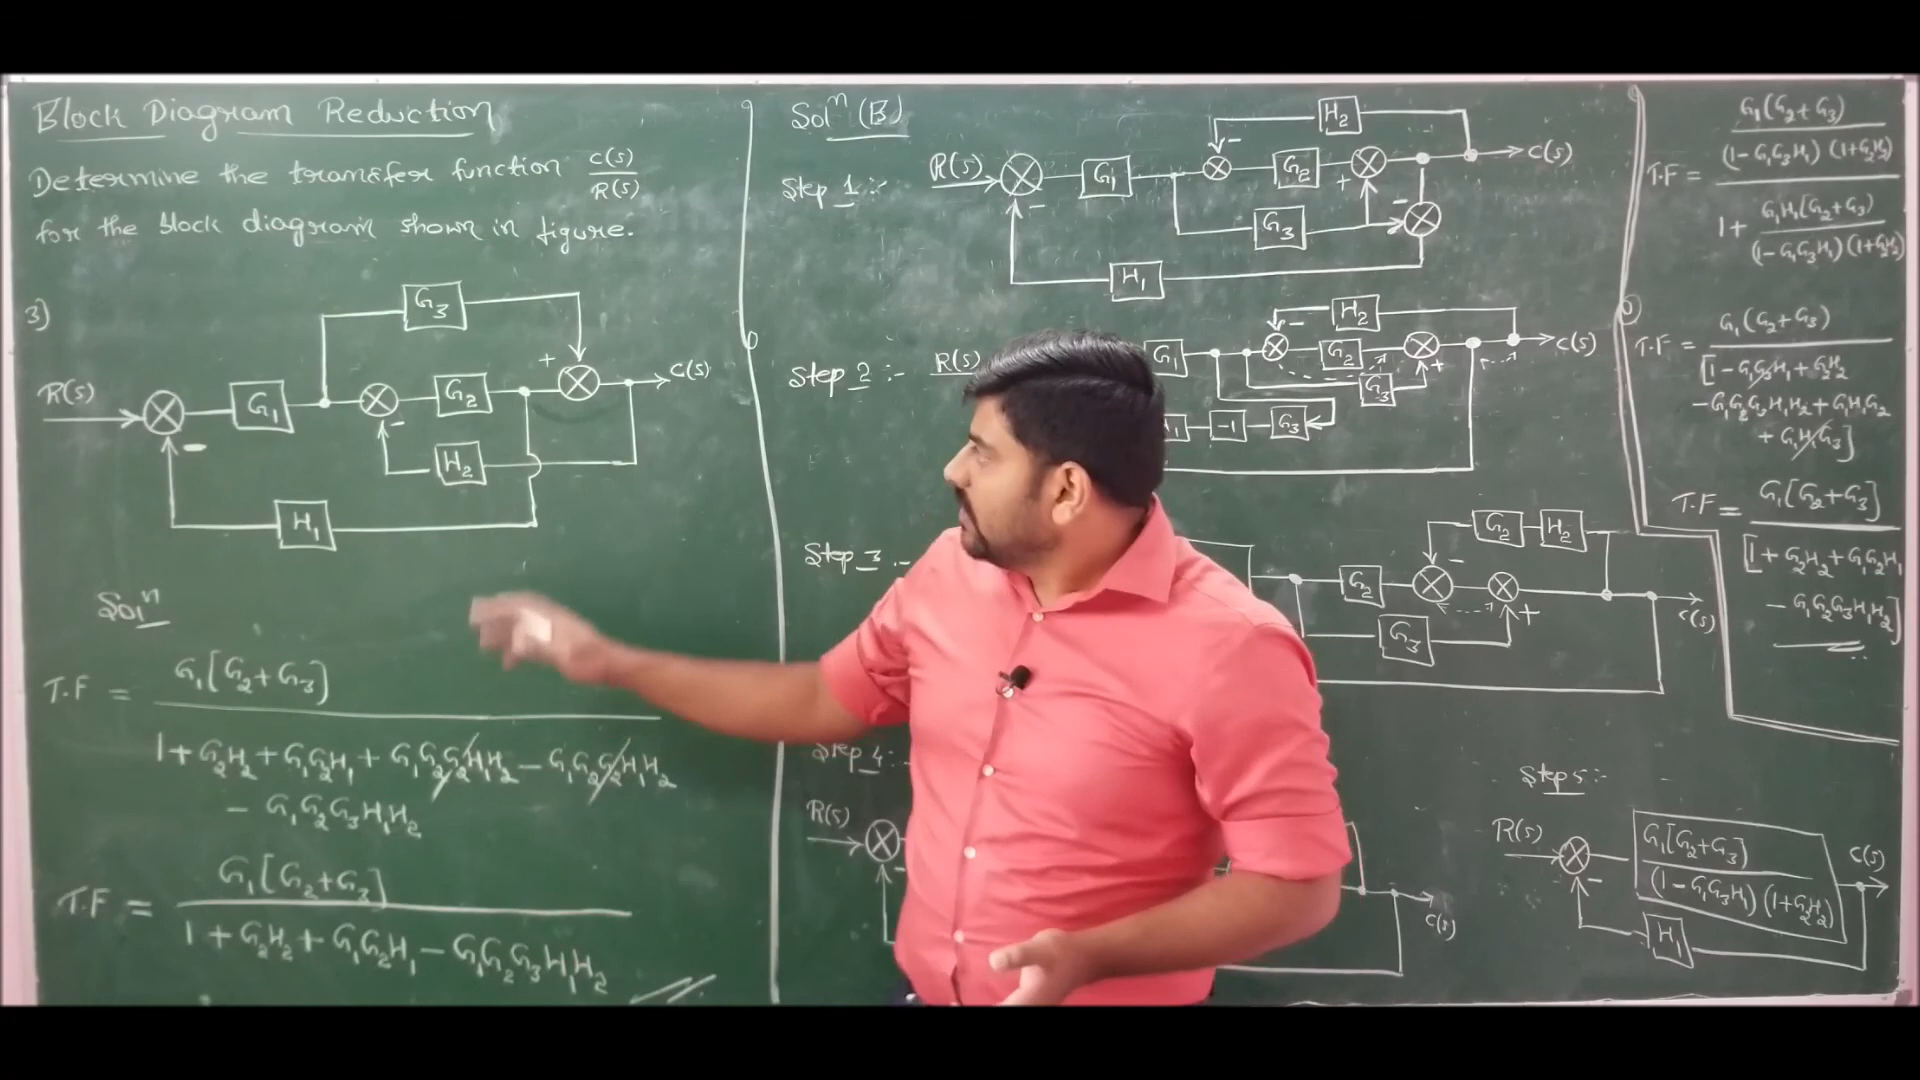 Block Diagram Reduction
Determine the transfer function C(s)/R(s)
for the block diagram shown in figure.
3)
G₃
R(s)
G₁
G₂
+
C(s)
-
-
H₂
H₁
Solⁿ
T.F = G₁[G₂+G₃]
1+G₂H₂+G₁G₂H₁+G₁G₂G₂H₁H₂-G₁G₂G₂H₁H₂
- G₁G₂G₃H₁H₂
T.F = G₁[G₂+G₃]
1+G₂H₂+G₁G₂H₁-G₁G₂G₃H₁H₂
Solⁿ (B)
Step 1 :-
R(s)
-
G₁
-
H₂
G₂
+
C(s)
G₃
-
H₁
Step 2 :-
R(s)
G₁
-
H₂
G₂
+
C(s)
G₃
-1
G₃
Step 3 :-
G₂
-
G₂
H₂
+
G₃
C(s)
Step 4:-
R(s)
-
C(s)
Step 5:-
R(s)
-
G₁[G₂+G₃]
(1-G₁G₃H₁)(1+G₂H₂)
C(s)
H₁
G₁(G₂+G₃)
(1-G₁G₃H₁)(1+G₂H₂)
T.F =
1+ G₁H₁(G₂+G₃)
(1-G₁G₃H₁)(1+G₂H₂)
T.F = G₁(G₂+G₃)
[1-G₁G₃H₁+G₂H₂
-G₁G₂G₃H₁H₂+G₁H₁G₂
+G₁H₁G₃]
T.F = G₁[G₂+G₃]
[1+G₂H₂+G₁G₂H₁
- G₁G₂G₃H₁H₂]